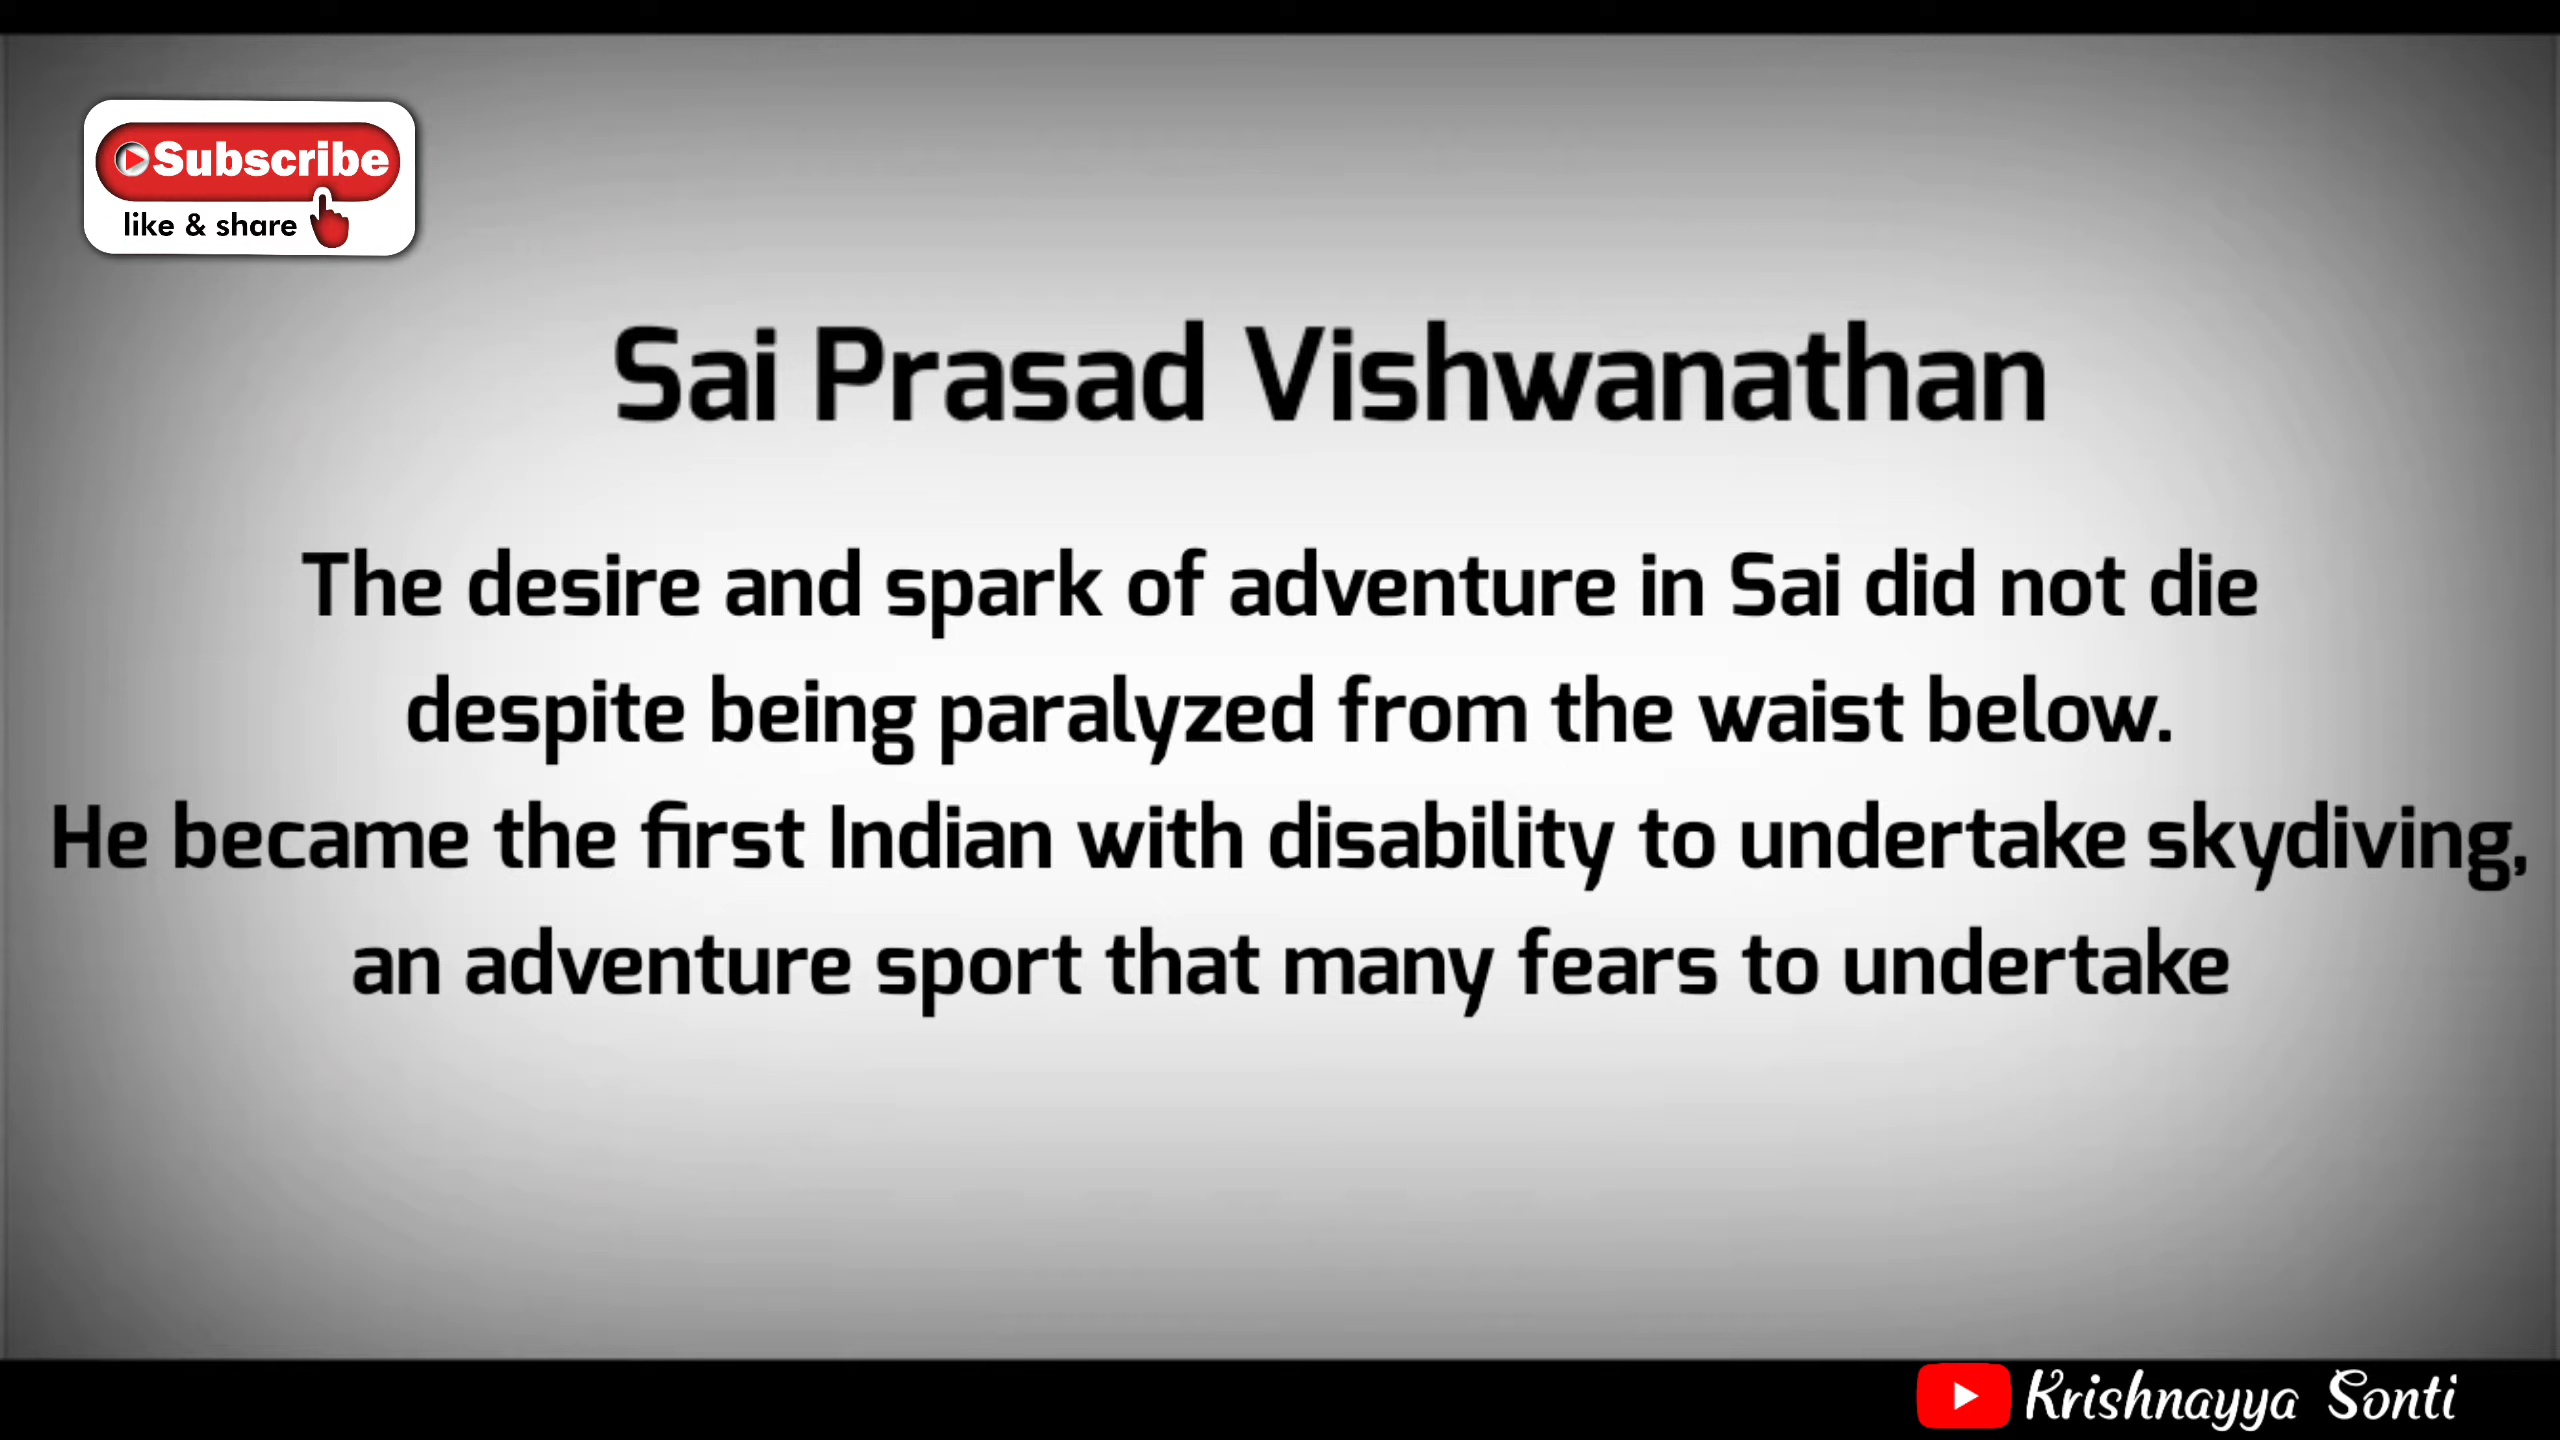 Subscribe
like & share
Sai Prasad Vishwanathan
The desire and spark of adventure in Sai did not die
despite being paralyzed from the waist below.
He became the first Indian with disability to undertake skydiving,
an adventure sport that many fears to undertake
Krishnayya Sonti